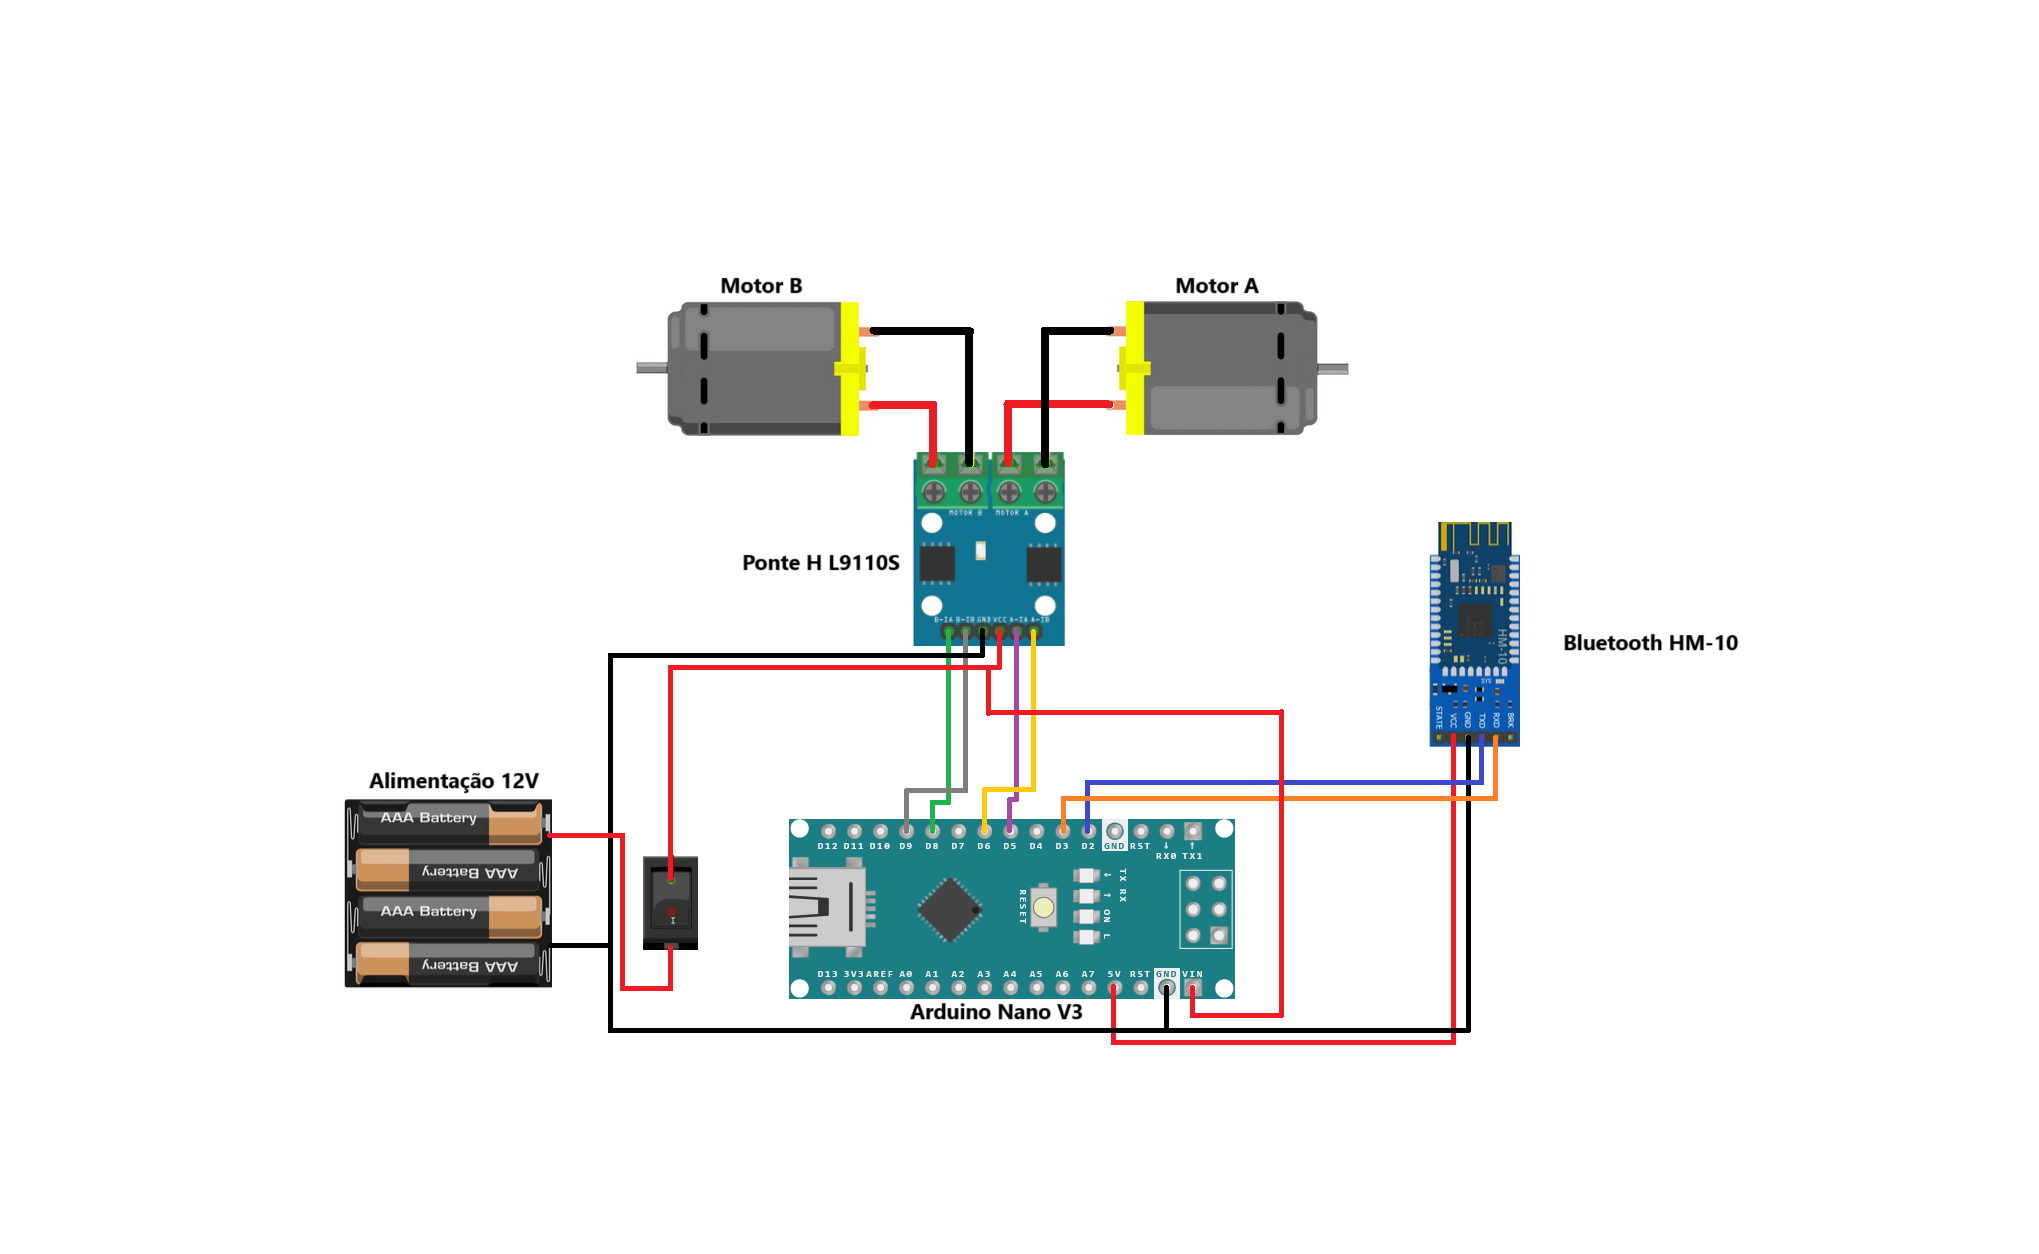 Motor B
Motor A
MOTOR B MOTOR A
Ponte H L9110S
B-IA B-IB GND VCC A-IA A-IB
HM-10
Bluetooth HM-10
SYS
STATE VCC GND TXD RXD BRK
Alimentação 12V
AAA Battery
AAA Battery
AAA Battery
AAA Battery
I
D12 D11 D10 D9 D8 D7 D6 D5 D4 D3 D2 GND RST
↓ ↑
RX0 TX1
RESET
← TX
→ RX
ON
L
D13 3V3 AREF A0 A1 A2 A3 A4 A5 A6 A7 5V RST GND VIN
Arduino Nano V3